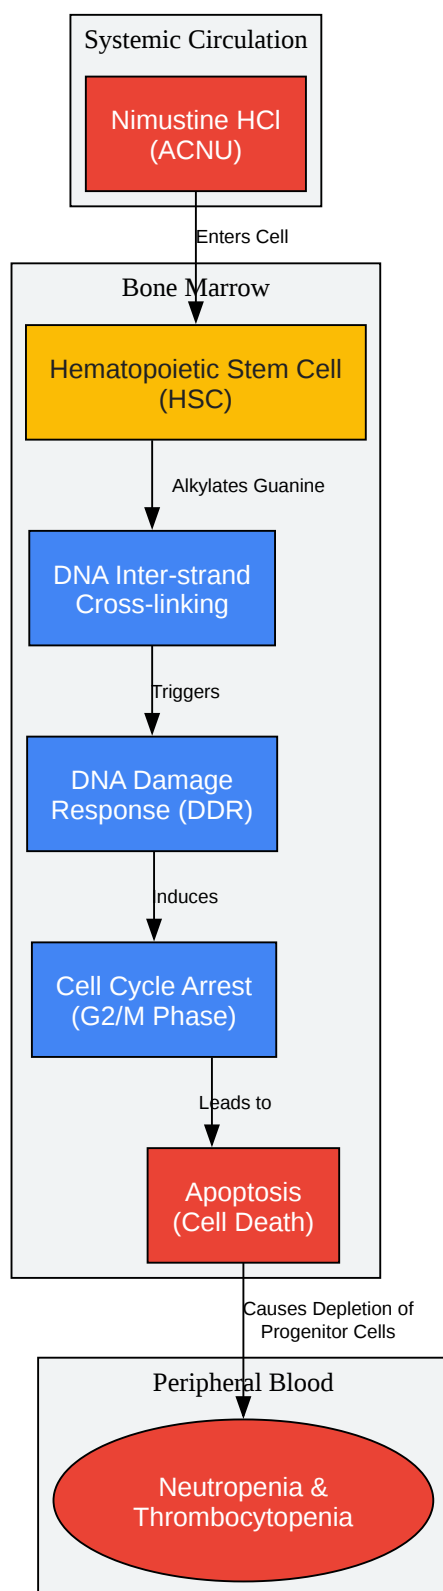 Systemic Circulation
Nimustine HCl
(ACNU)
Enters Cell
Bone Marrow
Hematopoietic Stem Cell
(HSC)
Alkylates Guanine
DNA Inter-strand
Cross-linking
Triggers
DNA Damage
Response (DDR)
Induces
Cell Cycle Arrest
(G2/M Phase)
Leads to
Apoptosis
(Cell Death)
Causes Depletion of
Progenitor Cells
Peripheral Blood
Neutropenia &
Thrombocytopenia